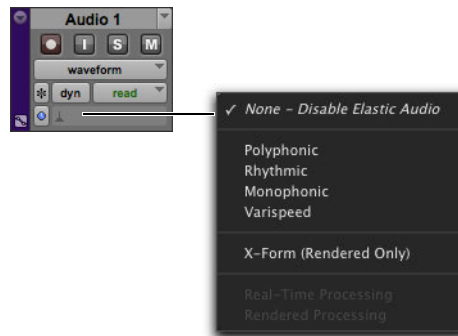 Audio 1
I S M
waveform
dyn read
✓ None – Disable Elastic Audio
Polyphonic
Rhythmic
Monophonic
Varispeed
X-Form (Rendered Only)
Real-Time Processing
Rendered Processing